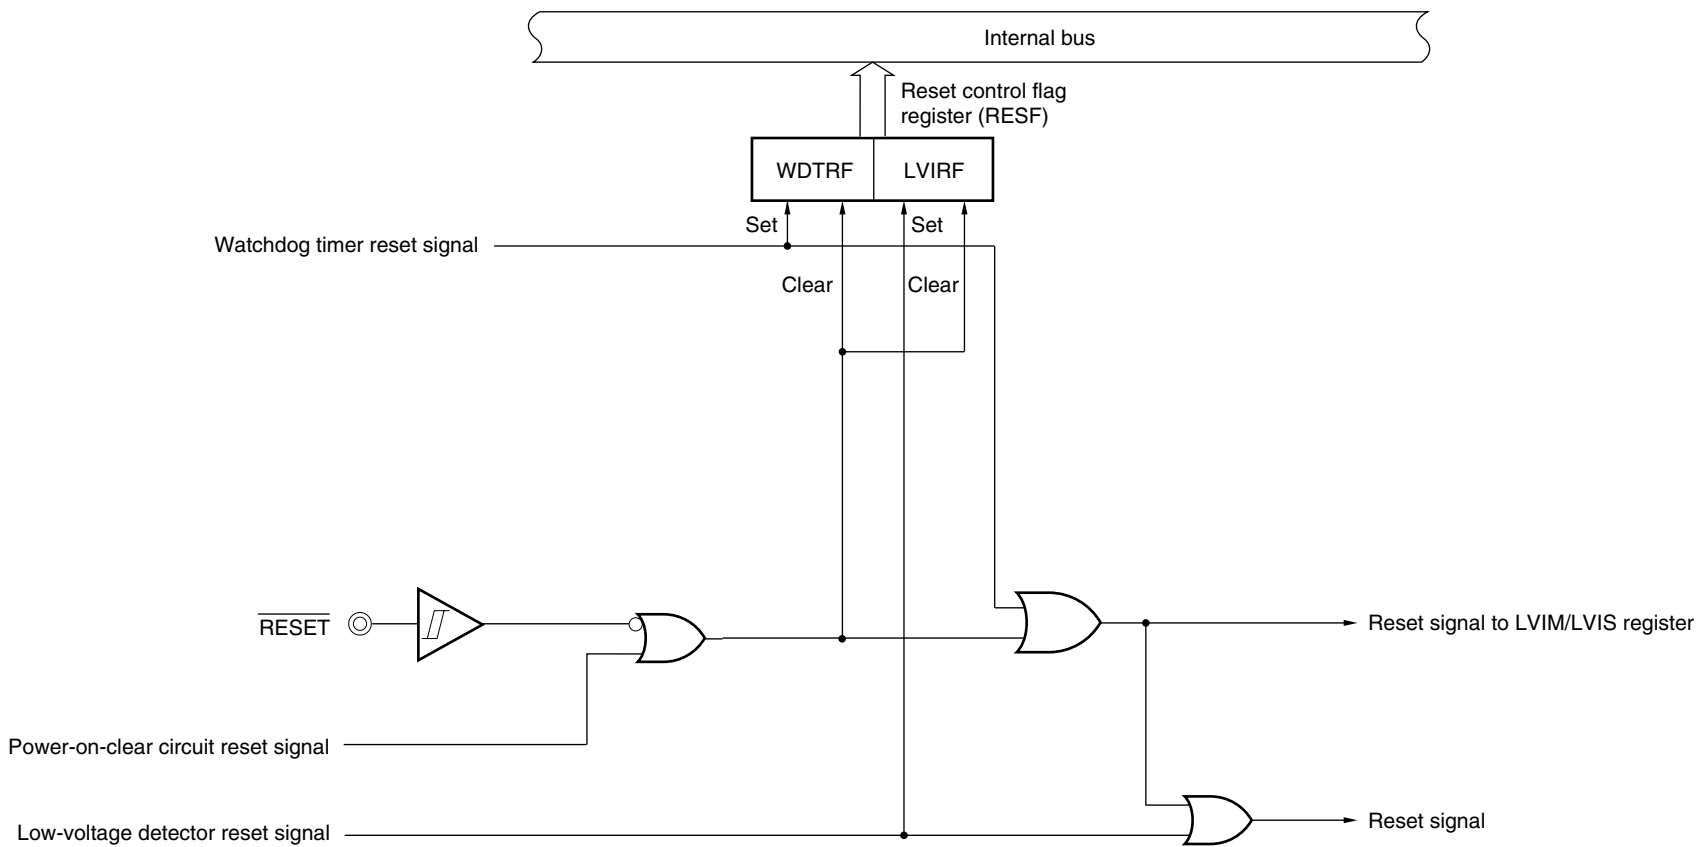 Internal bus
Reset control flag
register (RESF)
WDTRF
LVIRF
Set
Set
Watchdog timer reset signal
Clear
Clear
RESET
Reset signal to LVIM/LVIS register
Power-on-clear circuit reset signal
Low-voltage detector reset signal
Reset signal